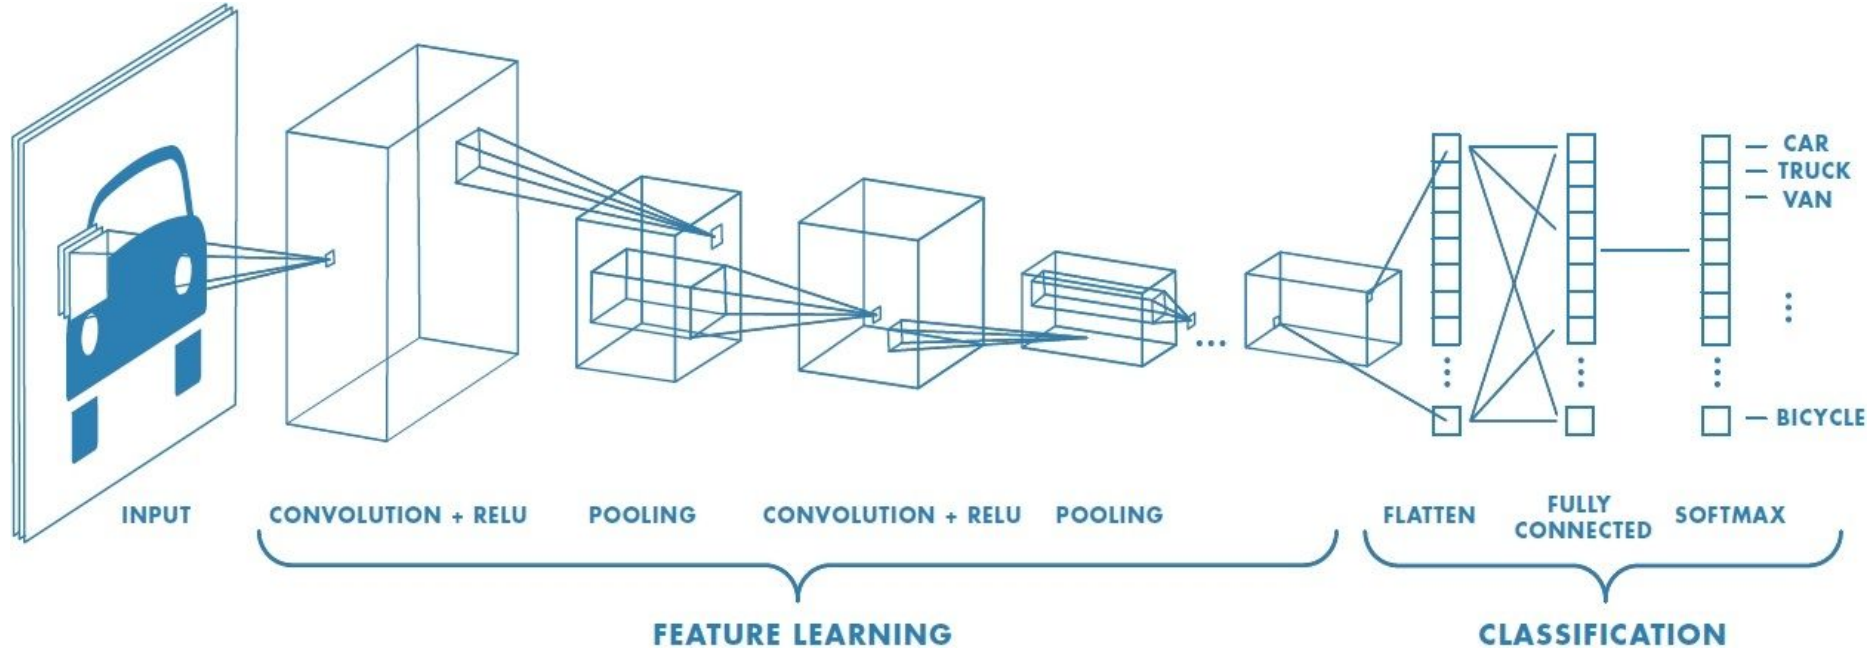 CAR
TRUCK
VAN
BICYCLE
INPUT
CONVOLUTION + RELU
POOLING
CONVOLUTION + RELU
POOLING
FLATTEN
FULLY
CONNECTED
SOFTMAX
FEATURE LEARNING
CLASSIFICATION